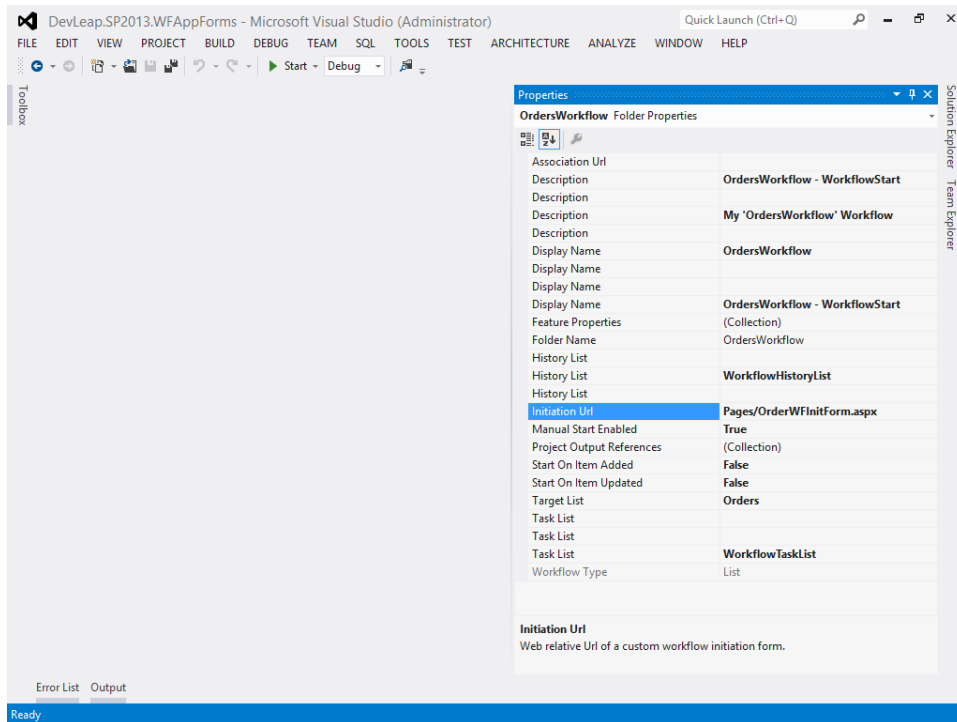 DevLeap.SP2013.WFAppForms - Microsoft Visual Studio (Administrator)
Quick Launch (Ctrl+Q)
FILE EDIT VIEW PROJECT BUILD DEBUG TEAM SQL TOOLS TEST ARCHITECTURE ANALYZE WINDOW HELP
Start Debug
Toolbox
Properties
OrdersWorkflow Folder Properties
Association Url
Description OrdersWorkflow - WorkflowStart
Description
Description My 'OrdersWorkflow' Workflow
Description
Display Name OrdersWorkflow
Display Name
Display Name
Display Name OrdersWorkflow - WorkflowStart
Feature Properties (Collection)
Folder Name OrdersWorkflow
History List
History List WorkflowHistoryList
History List
Initiation Url Pages/OrderWFInitForm.aspx
Manual Start Enabled True
Project Output References (Collection)
Start On Item Added False
Start On Item Updated False
Target List Orders
Task List
Task List
Task List WorkflowTaskList
Workflow Type List
Initiation Url
Web relative Url of a custom workflow initiation form.
Solution Explorer
Team Explorer
Error List Output
Ready